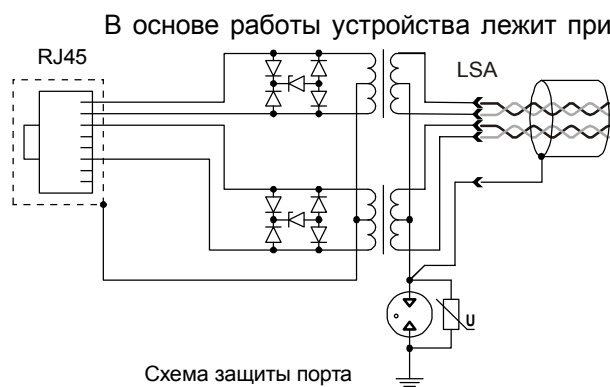 В основе работы устройства лежит при
RJ45
LSA
U
Схема защиты порта